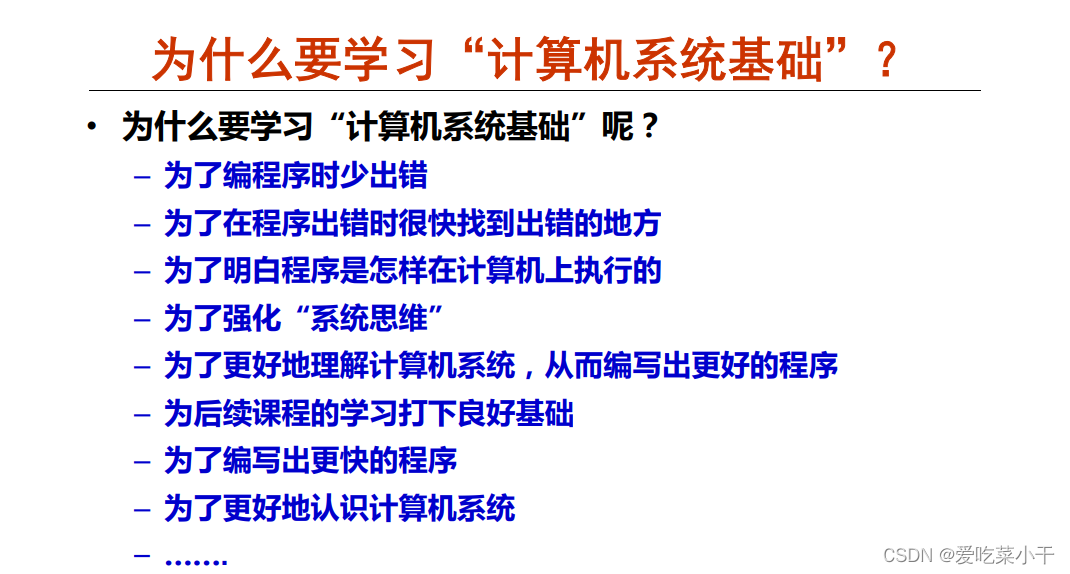 为什么要学习“计算机系统基础”？
• 为什么要学习“计算机系统基础”呢？
– 为了编程序时少出错
– 为了在程序出错时很快找到出错的地方
– 为了明白程序是怎样在计算机上执行的
– 为了强化“系统思维”
– 为了更好地理解计算机系统，从而编写出更好的程序
– 为后续课程的学习打下良好基础
– 为了编写出更快的程序
– 为了更好地认识计算机系统
– …….
CSDN @爱吃菜小干